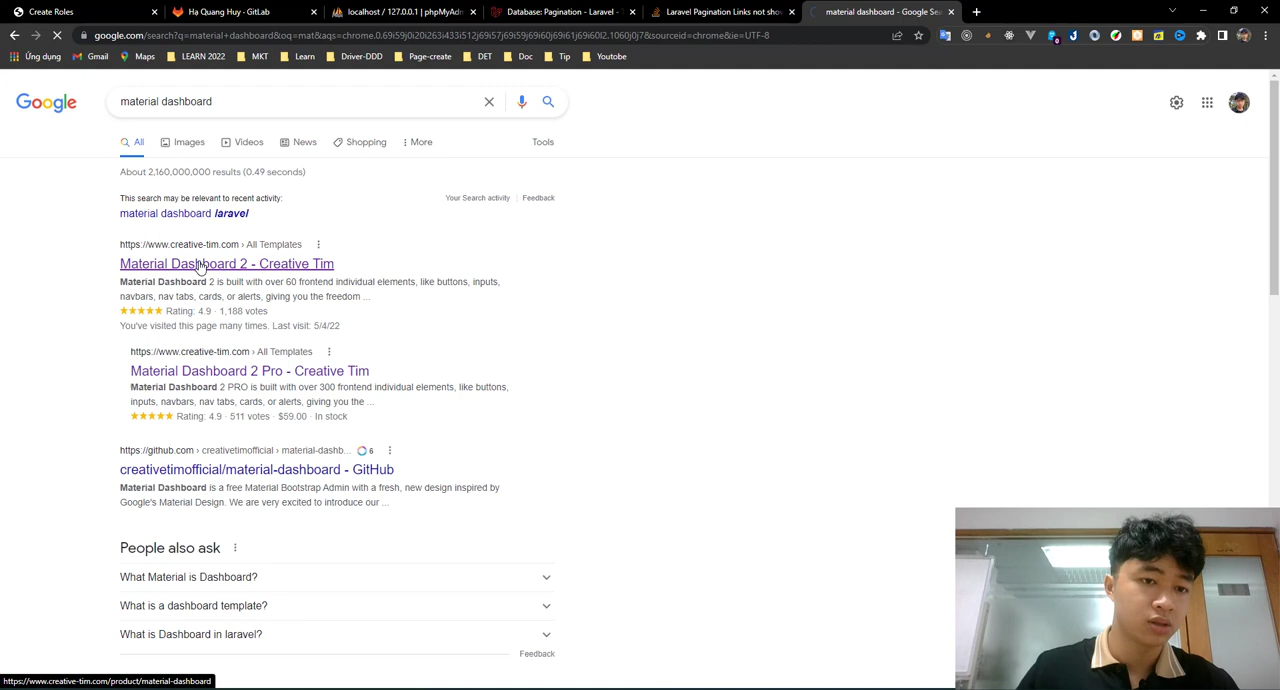 Create Roles
Hạ Quang Huy - GitLab
localhost / 127.0.0.1 | phpMyAdm
Database: Pagination - Laravel - T
Laravel Pagination Links not show
material dashboard - Google Sea
google.com/search?q=material+dashboard&oq=mat&aqs=chrome.0.69i59j0i20i263i433i512j69i57j69i59j69i60j69i61j69i60l2.1060j0j7&sourceid=chrome&ie=UTF-8
Ứng dụng
Gmail
Maps
LEARN 2022
MKT
Learn
Driver-DDD
Page-create
DET
Doc
Tip
Youtobe
Google
material dashboard
All
Images
Videos
News
Shopping
More
Tools
About 2,160,000,000 results (0.49 seconds)
This search may be relevant to recent activity:
Your Search activity
Feedback
material dashboard laravel
https://www.creative-tim.com › All Templates
Material Dashboard 2 - Creative Tim
Material Dashboard 2 is built with over 60 frontend individual elements, like buttons, inputs,
navbars, nav tabs, cards, or alerts, giving you the freedom ...
Rating: 4.9 · 1,188 votes
You've visited this page many times. Last visit: 5/4/22
https://www.creative-tim.com › All Templates
Material Dashboard 2 Pro - Creative Tim
Material Dashboard 2 PRO is built with over 300 frontend individual elements, like buttons,
inputs, navbars, nav tabs, cards, or alerts, giving you the ...
Rating: 4.9 · 511 votes · $59.00 · In stock
https://github.com › creativetimofficial › material-dashb...
6
creativetimofficial/material-dashboard - GitHub
Material Dashboard is a free Material Bootstrap Admin with a fresh, new design inspired by
Google's Material Design. We are very excited to introduce our ...
People also ask
What Material is Dashboard?
What is a dashboard template?
What is Dashboard in laravel?
Feedback
https://www.creative-tim.com/product/material-dashboard